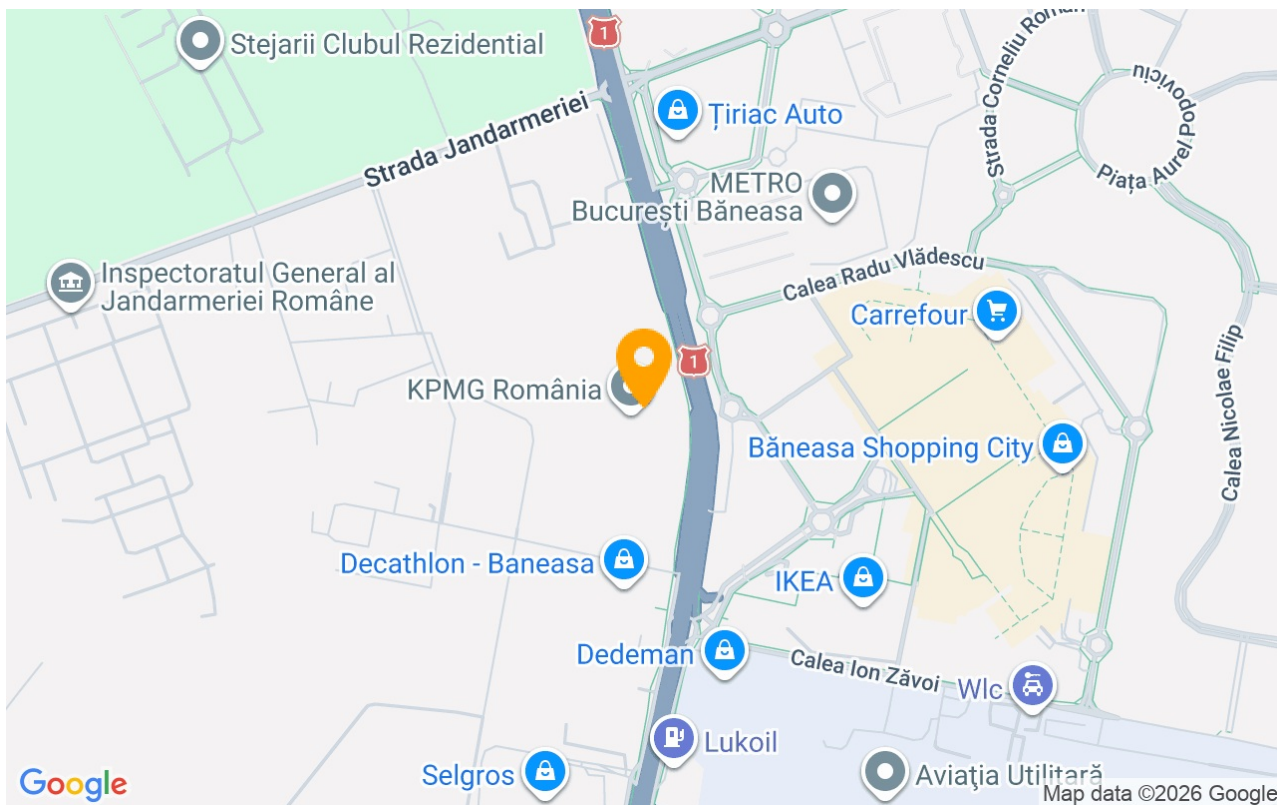 1
Stejarii Clubul Rezidential
Strada Corneliu Român
Piața Aurel Popoviciu
Țiriac Auto
Strada Jandarmeriei
METRO
București Băneasa
Inspectoratul General al
Jandarmeriei Române
Calea Radu Vlădescu
Carrefour
Calea Nicolae Filip
1
KPMG România
Băneasa Shopping City
Decathlon - Baneasa
IKEA
Dedeman
Calea Ion Zăvoi
Wlc
Lukoil
Selgros
Aviaţia Utilitară
Google
Map data ©2026 Google